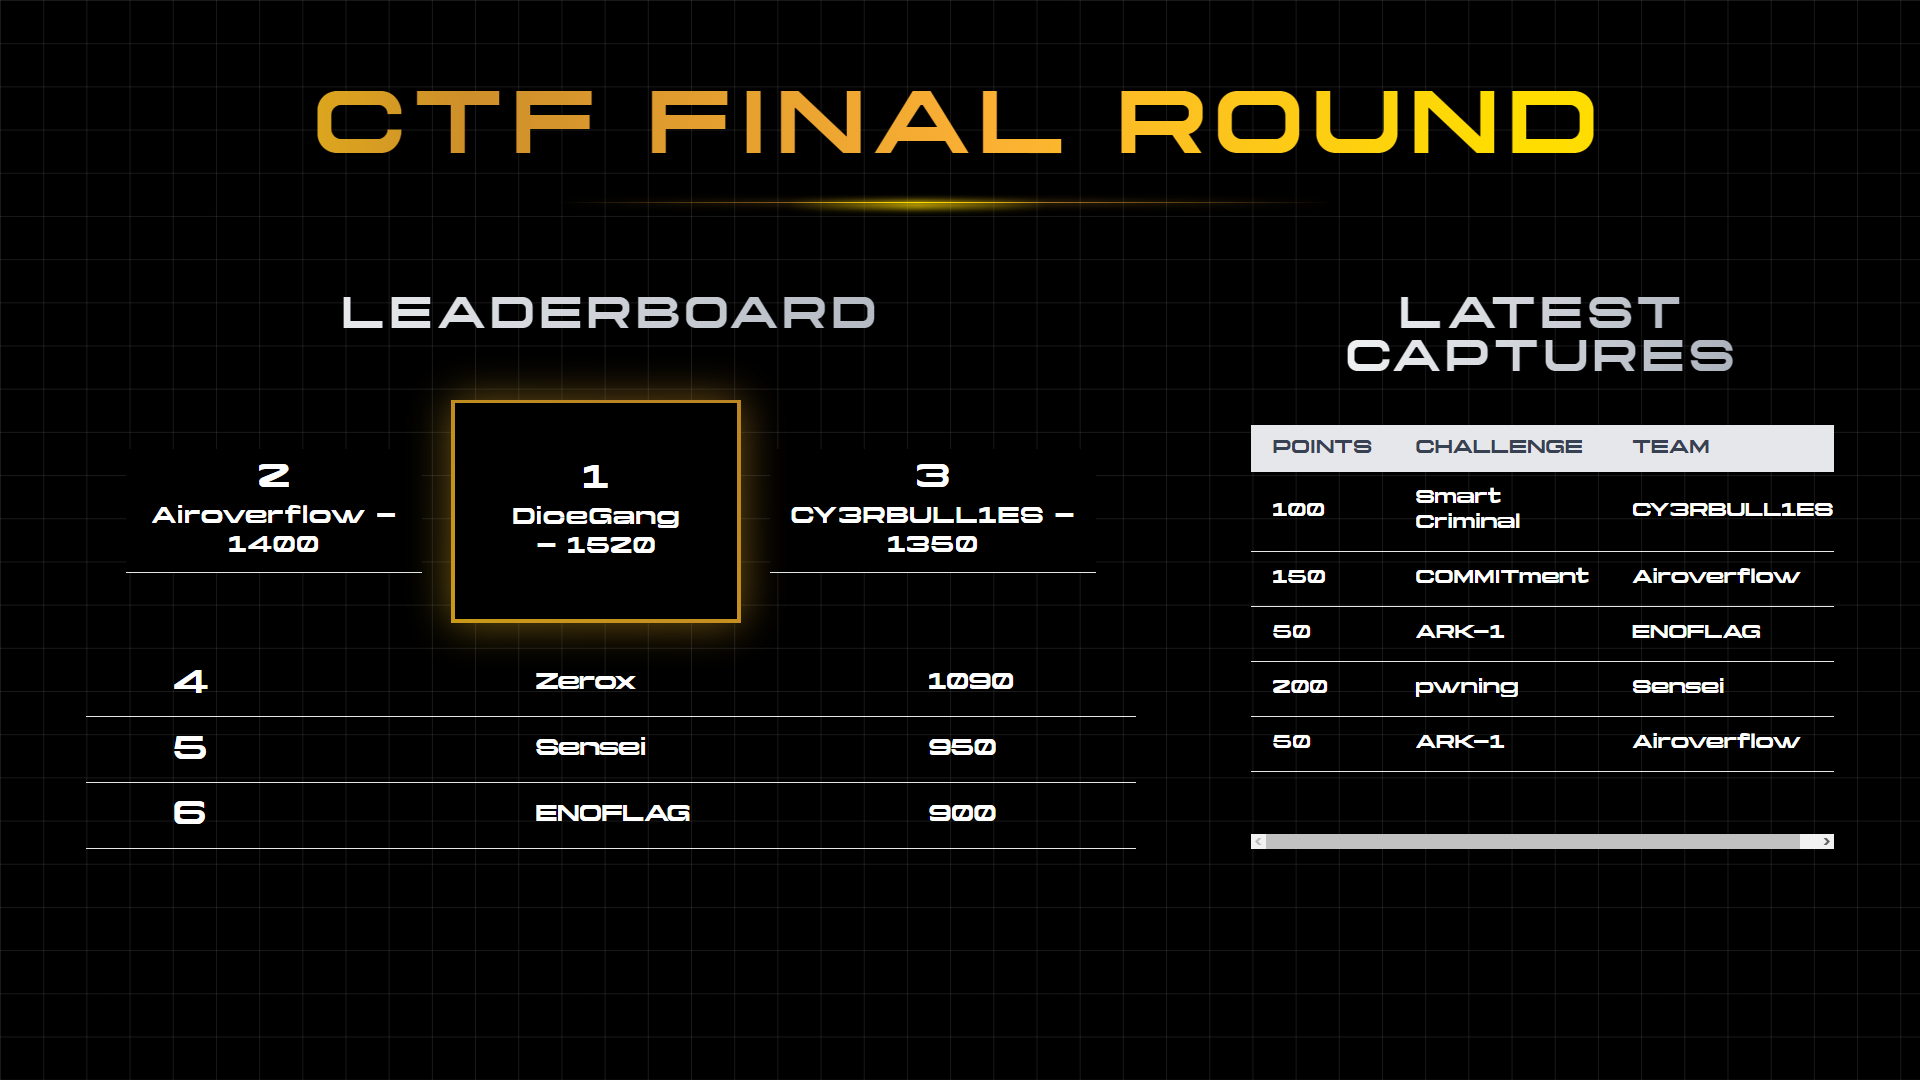 CTF FINAL ROUND
LEADERBOARD
2
Airoverflow -
1400
1
DiceGang
- 1520
3
CY3RBULL1ES -
1350
4 Zerox 1090
5 Sensei 950
6 ENOFLAG 900
LATEST
CAPTURES
POINTS CHALLENGE TEAM
100 Smart Criminal CY3RBULL1ES
150 COMMITment Airoverflow
50 ARK-1 ENOFLAG
200 pwning Sensei
50 ARK-1 Airoverflow